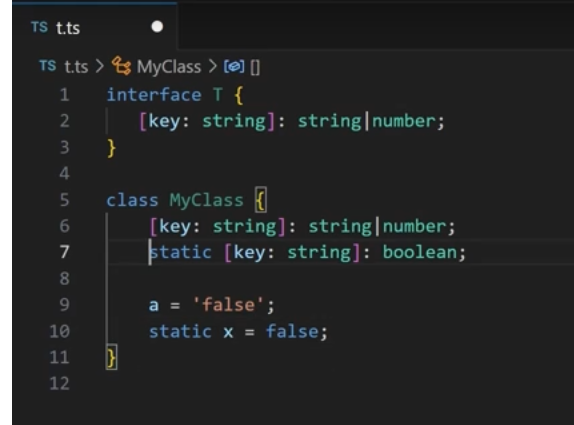 TS t.ts
TS t.ts > MyClass > []
1 interface T {
2 [key: string]: string|number;
3 }
4
5 class MyClass {
6 [key: string]: string|number;
7 static [key: string]: boolean;
8
9 a = 'false';
10 static x = false;
11 }
12